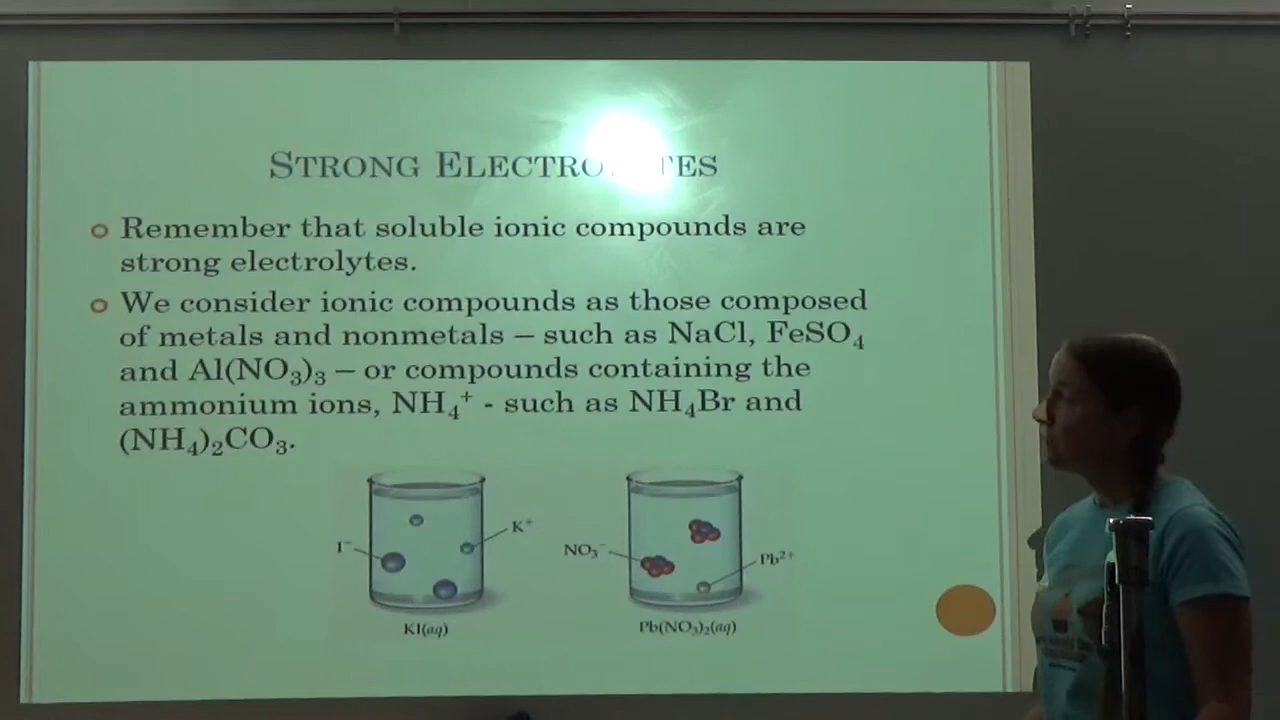 STRONG ELECTRO TES
Remember that soluble ionic compounds are
strong electrolytes.
We consider ionic compounds as those composed
of metals and nonmetals – such as NaCl, FeSO₄
and Al(NO₃)₃ – or compounds containing the
ammonium ions, NH₄⁺ - such as NH₄Br and
(NH₄)₂CO₃.
I⁻
K⁺
NO₃⁻
Pb²⁺
KI(aq)
Pb(NO₃)₂(aq)